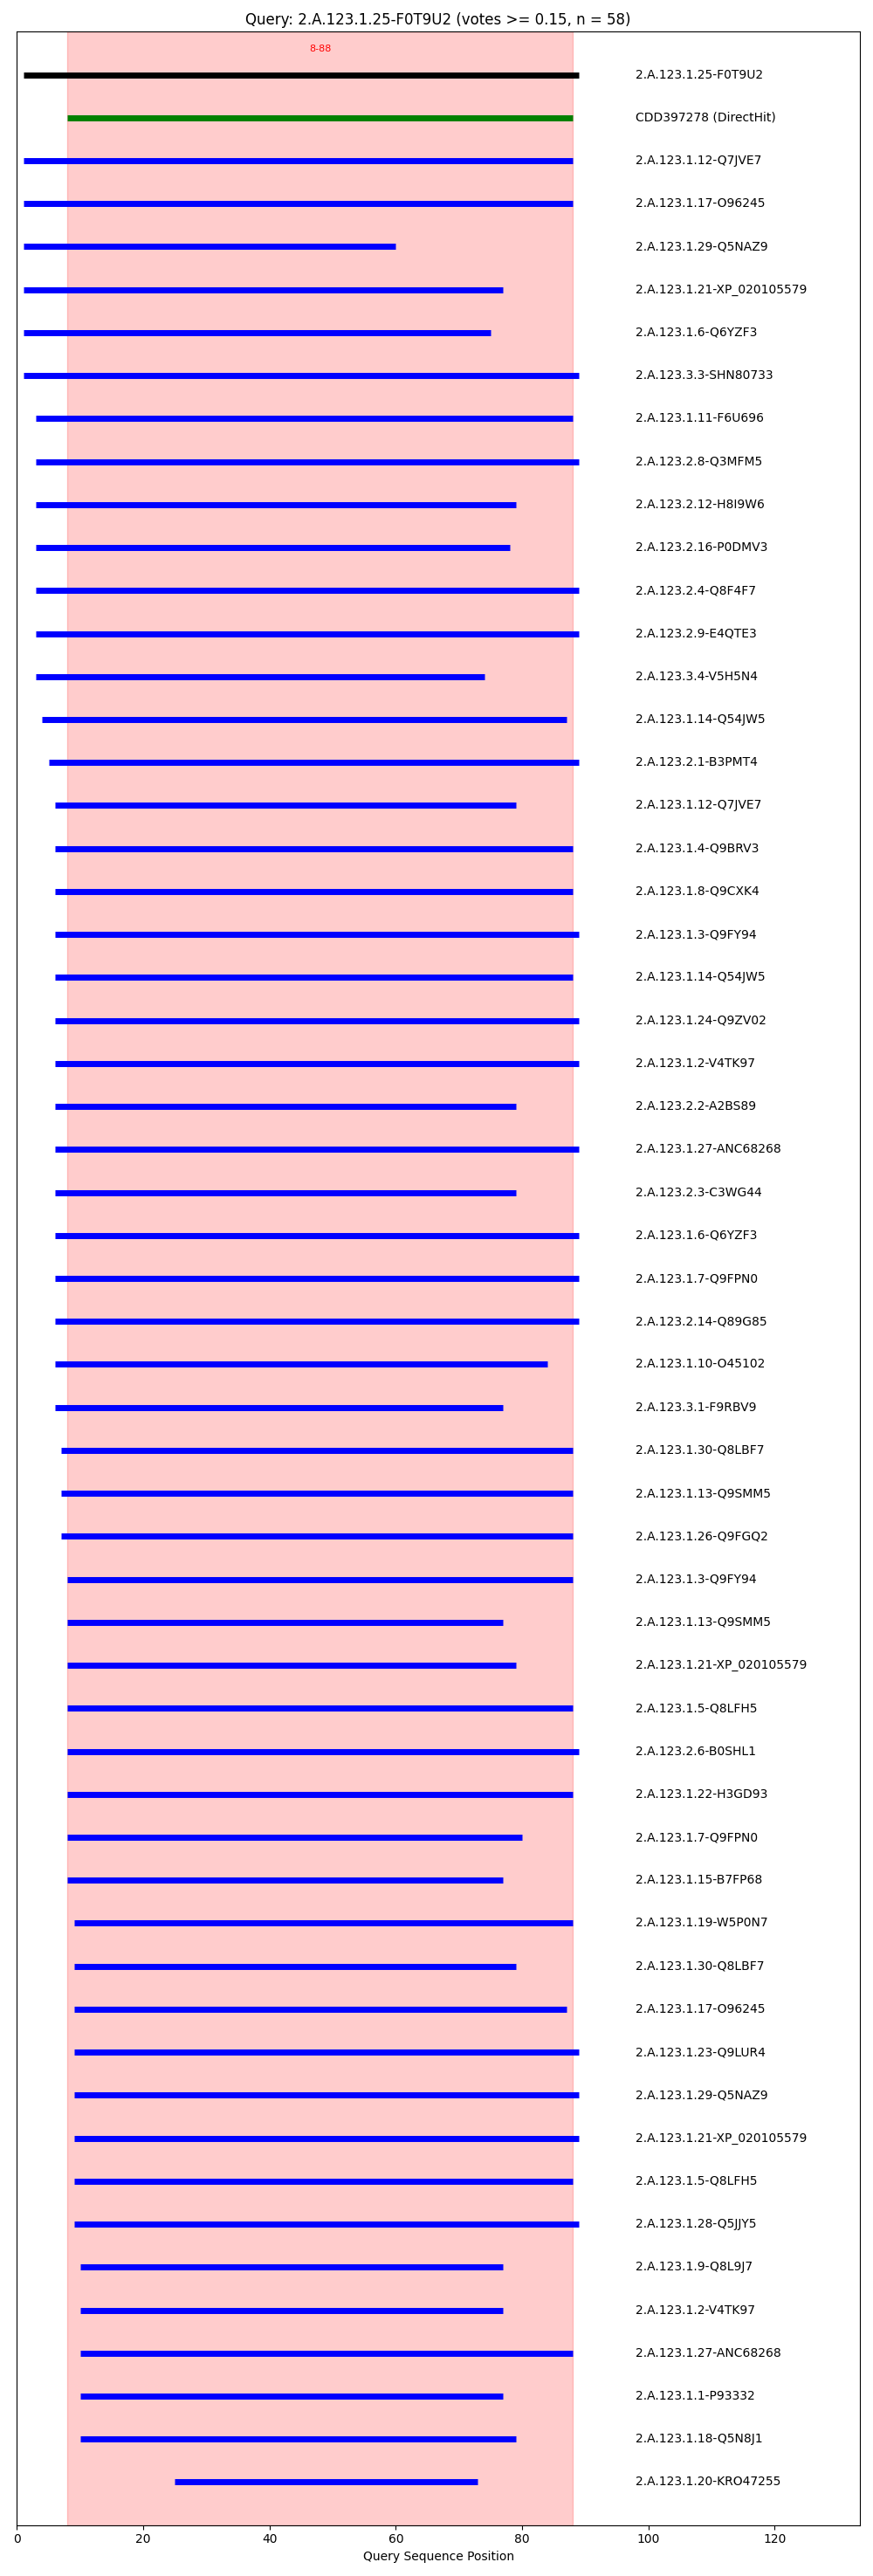 Query: 2.A.123.1.25-F0T9U2 (votes >= 0.15, n = 58)
8-88
2.A.123.1.25-F0T9U2
CDD397278 (DirectHit)
2.A.123.1.12-Q7JVE7
2.A.123.1.17-O96245
2.A.123.1.29-Q5NAZ9
2.A.123.1.21-XP_020105579
2.A.123.1.6-Q6YZF3
2.A.123.3.3-SHN80733
2.A.123.1.11-F6U696
2.A.123.2.8-Q3MFM5
2.A.123.2.12-H8I9W6
2.A.123.2.16-P0DMV3
2.A.123.2.4-Q8F4F7
2.A.123.2.9-E4QTE3
2.A.123.3.4-V5H5N4
2.A.123.1.14-Q54JW5
2.A.123.2.1-B3PMT4
2.A.123.1.12-Q7JVE7
2.A.123.1.4-Q9BRV3
2.A.123.1.8-Q9CXK4
2.A.123.1.3-Q9FY94
2.A.123.1.14-Q54JW5
2.A.123.1.24-Q9ZV02
2.A.123.1.2-V4TK97
2.A.123.2.2-A2BS89
2.A.123.1.27-ANC68268
2.A.123.2.3-C3WG44
2.A.123.1.6-Q6YZF3
2.A.123.1.7-Q9FPN0
2.A.123.2.14-Q89G85
2.A.123.1.10-O45102
2.A.123.3.1-F9RBV9
2.A.123.1.30-Q8LBF7
2.A.123.1.13-Q9SMM5
2.A.123.1.26-Q9FGQ2
2.A.123.1.3-Q9FY94
2.A.123.1.13-Q9SMM5
2.A.123.1.21-XP_020105579
2.A.123.1.5-Q8LFH5
2.A.123.2.6-B0SHL1
2.A.123.1.22-H3GD93
2.A.123.1.7-Q9FPN0
2.A.123.1.15-B7FP68
2.A.123.1.19-W5P0N7
2.A.123.1.30-Q8LBF7
2.A.123.1.17-O96245
2.A.123.1.23-Q9LUR4
2.A.123.1.29-Q5NAZ9
2.A.123.1.21-XP_020105579
2.A.123.1.5-Q8LFH5
2.A.123.1.28-Q5JJY5
2.A.123.1.9-Q8L9J7
2.A.123.1.2-V4TK97
2.A.123.1.27-ANC68268
2.A.123.1.1-P93332
2.A.123.1.18-Q5N8J1
2.A.123.1.20-KRO47255
0 20 40 60 80 100 120
Query Sequence Position